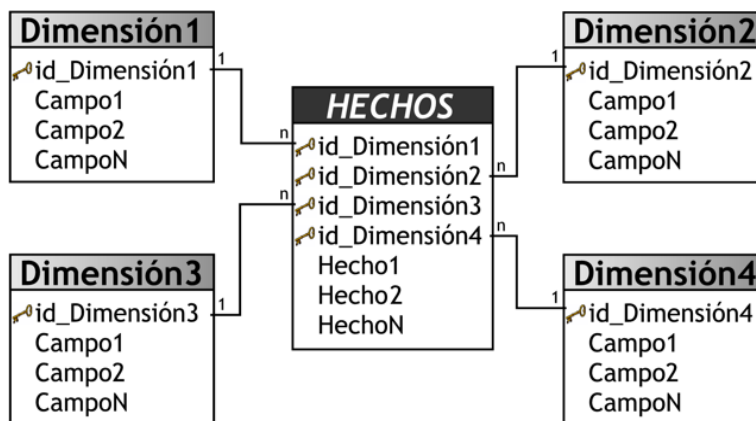 Dimensión1
id_Dimensión1
Campo1
Campo2
CampoN
1
Dimensión2
id_Dimensión2
Campo1
Campo2
CampoN
1
HECHOS
id_Dimensión1
id_Dimensión2
id_Dimensión3
id_Dimensión4
Hecho1
Hecho2
HechoN
n
n
n
n
Dimensión3
id_Dimensión3
Campo1
Campo2
CampoN
1
Dimensión4
id_Dimensión4
Campo1
Campo2
CampoN
1